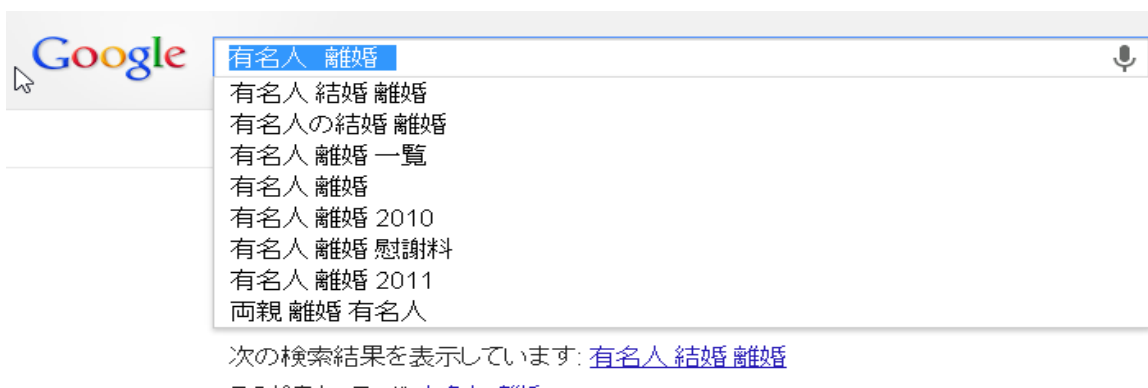 Google
有名人　離婚
有名人 結婚 離婚
有名人の結婚 離婚
有名人 離婚 一覧
有名人 離婚
有名人 離婚 2010
有名人 離婚 慰謝料
有名人 離婚 2011
両親 離婚 有名人
次の検索結果を表示しています: 有名人 結婚 離婚